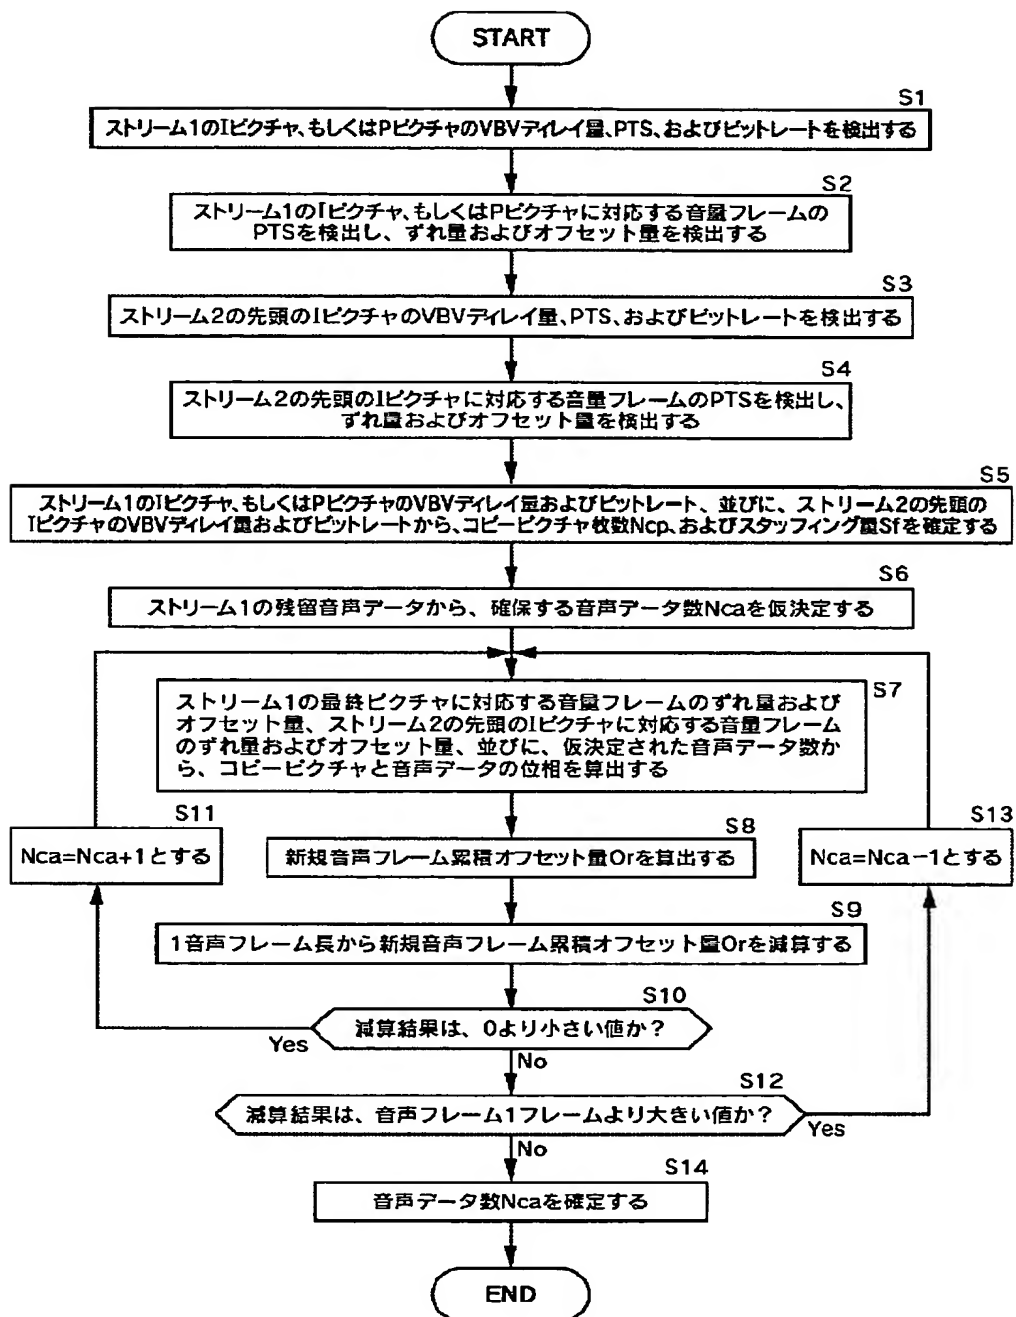 START
S1
ストリーム1のIピクチャ、もしくはPピクチャのVBVディレイ量、PTS、およびビットレートを検出する
S2
ストリーム1のIピクチャ、もしくはPピクチャに対応する音量フレームの
PTSを検出し、ずれ量およびオフセット量を検出する
S3
ストリーム2の先頭のIピクチャのVBVディレイ量、PTS、およびビットレートを検出する
S4
ストリーム2の先頭のIピクチャに対応する音量フレームのPTSを検出し、
ずれ量およびオフセット量を検出する
S5
ストリーム1のIピクチャ、もしくはPピクチャのVBVディレイ量およびビットレート、並びに、ストリーム2の先頭の
IピクチャのVBVディレイ量およびビットレートから、コピーピクチャ枚数Ncp、およびスタッフィング量Sfを確定する
S6
ストリーム1の残留音声データから、確保する音声データ数Ncaを仮決定する
S7
ストリーム1の最終ピクチャに対応する音量フレームのずれ量および
オフセット量、ストリーム2の先頭のIピクチャに対応する音量フレーム
のずれ量およびオフセット量、並びに、仮決定された音声データ数か
ら、コピーピクチャと音声データの位相を算出する
S11
Nca=Nca+1とする
S13
Nca=Nca-1とする
S8
新規音声フレーム累積オフセット量Orを算出する
S9
1音声フレーム長から新規音声フレーム累積オフセット量Orを減算する
S10
減算結果は、0より小さい値か?
Yes
No
S12
減算結果は、音声フレーム1フレームより大きい値か?
Yes
No
S14
音声データ数Ncaを確定する
END